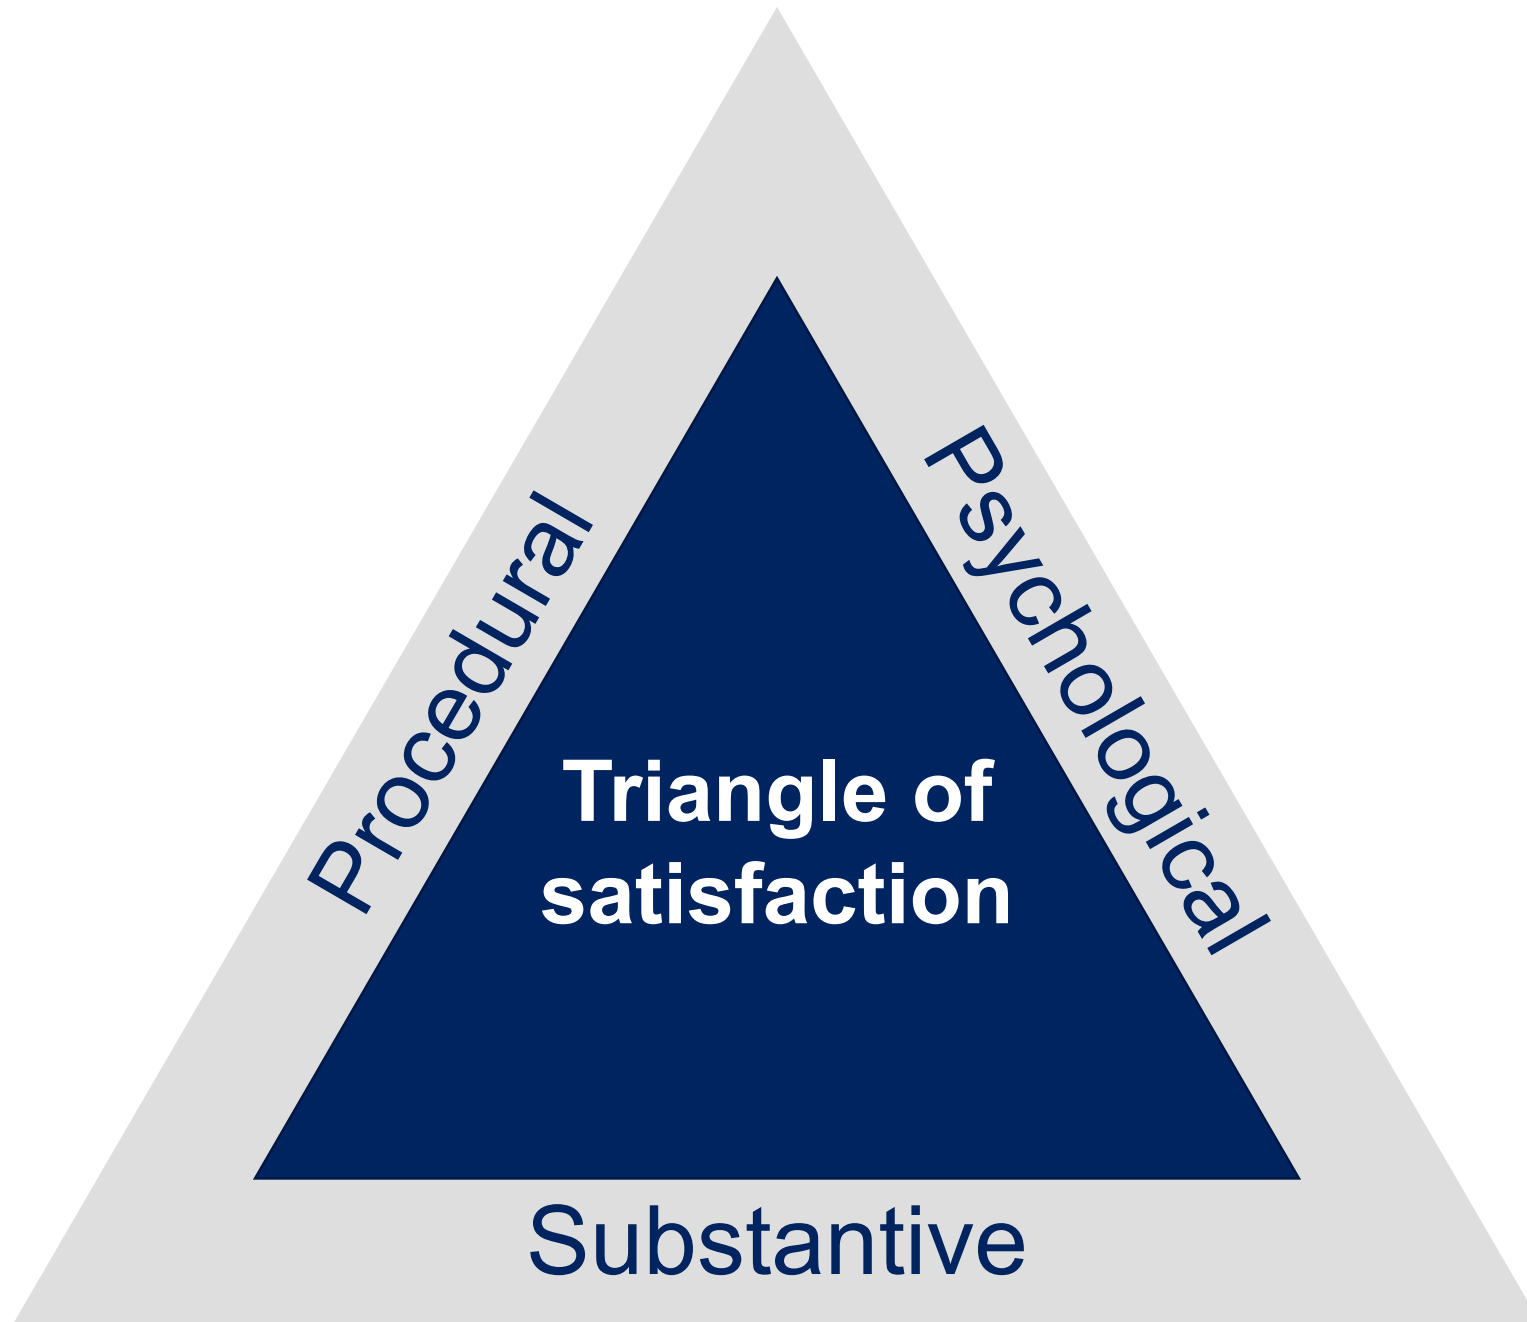 Procedural
Psychological
Triangle of
satisfaction
Substantive